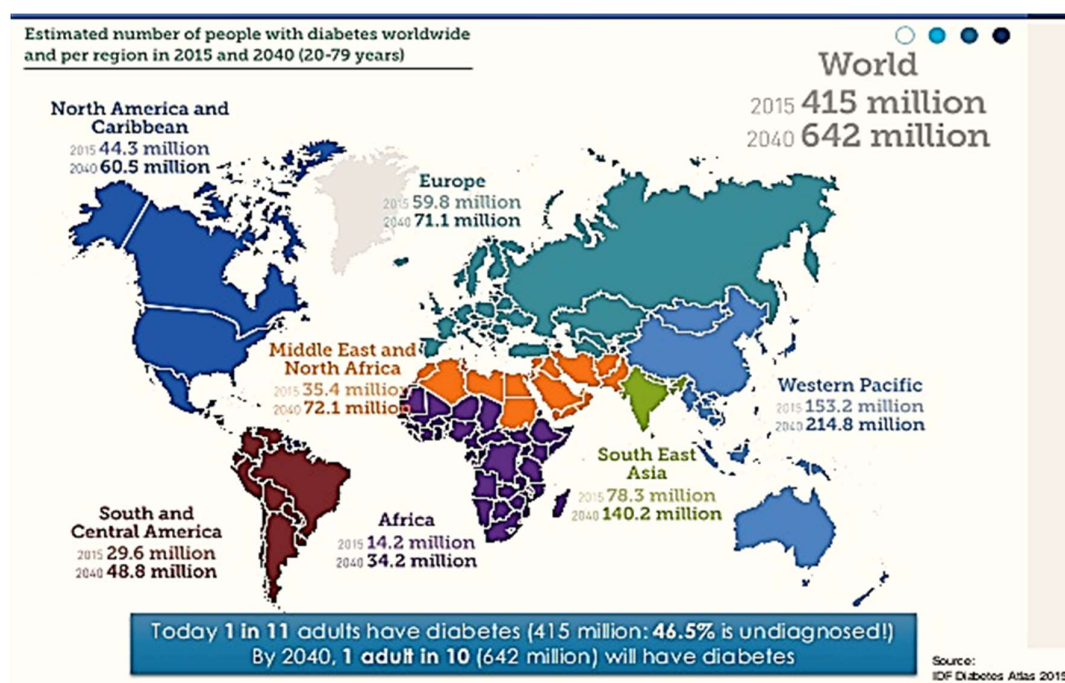 Estimated number of people with diabetes worldwide
and per region in 2015 and 2040 (20-79 years)
World
2015 415 million
2040 642 million
North America and
Caribbean
2015 44.3 million
2040 60.5 million
Europe
2015 59.8 million
2040 71.1 million
Middle East and
North Africa
2015 35.4 million
2040 72.1 million
Western Pacific
2015 153.2 million
2040 214.8 million
South East
Asia
2015 78.3 million
2040 140.2 million
South and
Central America
2015 29.6 million
2040 48.8 million
Africa
2015 14.2 million
2040 34.2 million
Today 1 in 11 adults have diabetes (415 million: 46.5% is undiagnosed!)
By 2040, 1 adult in 10 (642 million) will have diabetes
Source:
IDF Diabetes Atlas 2015